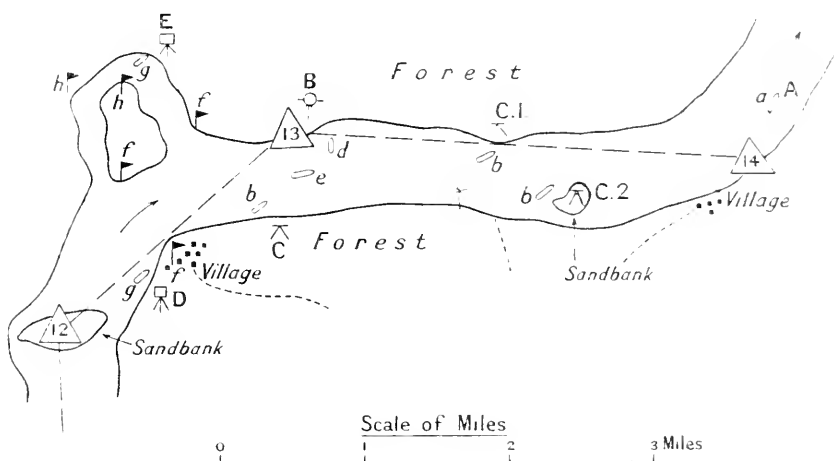 E
g
h
h
B
Forest
A
a
f
13
C.1
d
14
f
b
e
b
b
C.2
Village
C
Forest
f
Village
Sandbank
g
D
12
Sandbank
Scale of Miles
0 1 2 3 Miles